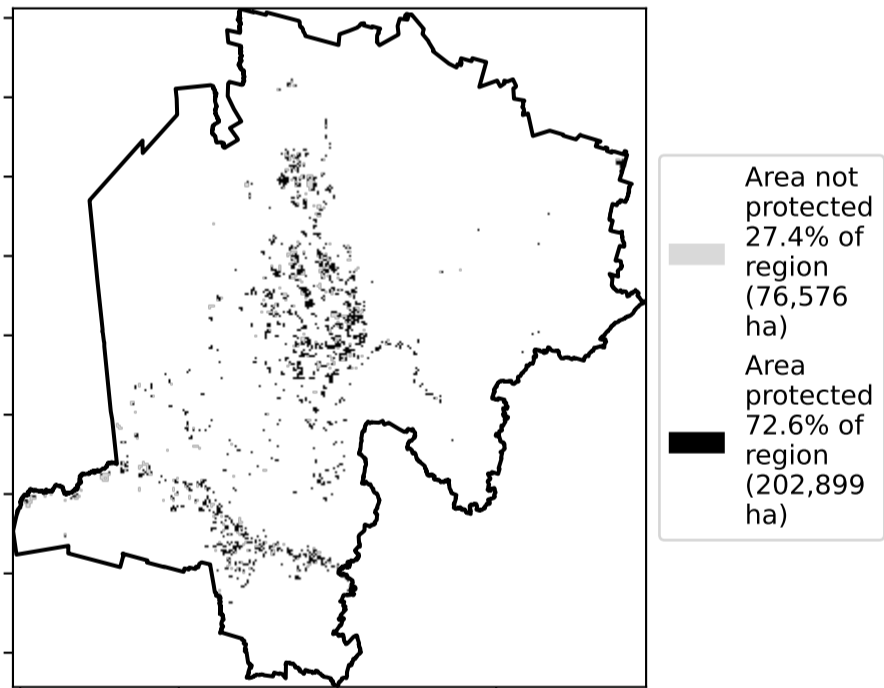 Area not
protected
27.4% of
region
(76,576
ha)
Area
protected
72.6% of
region
(202,899
ha)